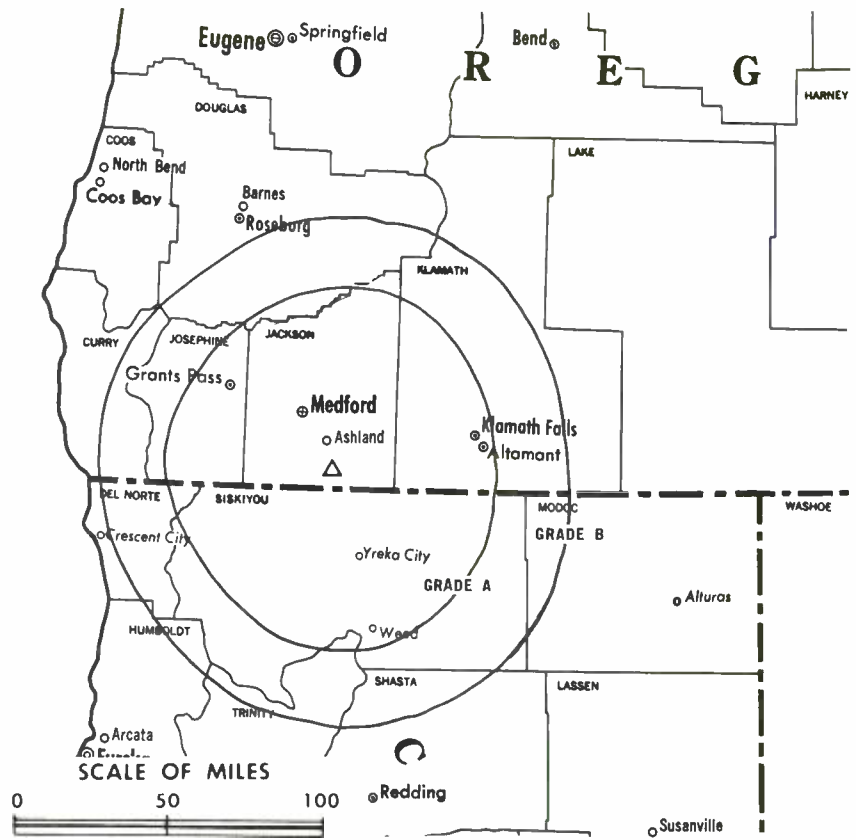 Eugene
Springfield
Bend
O R E G
HARNEY
DOUGLAS
COOS
LAKE
North Bend
Coos Bay
Barnes
Roseburg
KLAMATH
CURRY
JOSEPHINE
JACKSON
Grants Pass
Medford
Ashland
Klamath Falls
Altamant
DEL NORTE
SISKIYOU
MODOC
WASHOE
GRADE B
Crescent City
Yreka City
GRADE A
Alturas
Weed
HUMBOLDT
SHASTA
LASSEN
TRINITY
Arcata
Eureka
C
SCALE OF MILES
0 50 100
Redding
Susanville